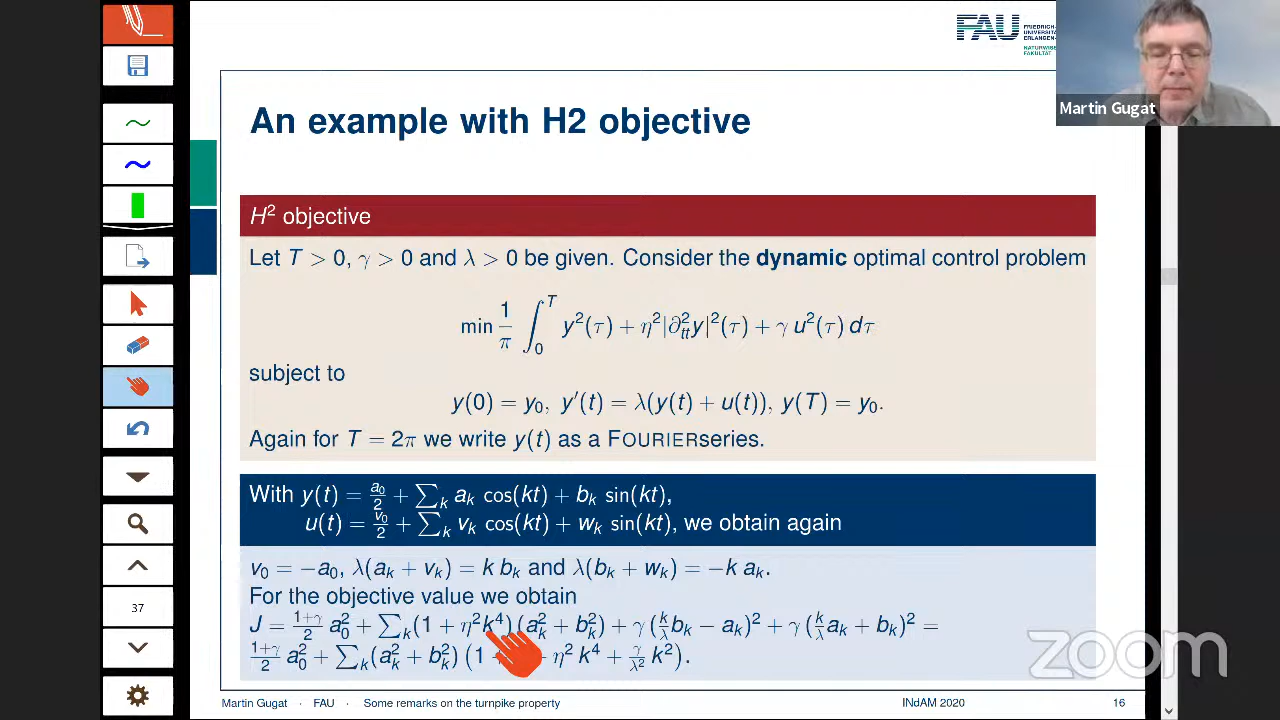 FAU
FRIEDRICH-
UNIVERSITÄ
ERLANGEN-
NATURWISS
FAKULTÄT
Martin Gugat
An example with H2 objective
H² objective
Let T > 0, γ > 0 and λ > 0 be given. Consider the dynamic optimal control problem
min 1/π ∫₀ᵀ y²(τ) + η²|∂²ₜₜy|²(τ) + γ u²(τ) dτ
subject to
y(0) = y₀, y′(t) = λ(y(t) + u(t)), y(T) = y₀.
Again for T = 2π we write y(t) as a FOURIERseries.
With y(t) = a₀/2 + ∑ₖ aₖ cos(kt) + bₖ sin(kt),
u(t) = v₀/2 + ∑ₖ vₖ cos(kt) + wₖ sin(kt), we obtain again
v₀ = −a₀, λ(aₖ + vₖ) = k bₖ and λ(bₖ + wₖ) = −k aₖ.
For the objective value we obtain
J = (1+γ)/2 a₀² + ∑ₖ(1 + η²k⁴)(aₖ² + bₖ²) + γ (k/λ bₖ − aₖ)² + γ (k/λ aₖ + bₖ)² =
(1+γ)/2 a₀² + ∑ₖ(aₖ² + bₖ²) (1 η² k⁴ + γ/λ² k²).
37
zoom
Martin Gugat · FAU · Some remarks on the turnpike property INdAM 2020 16